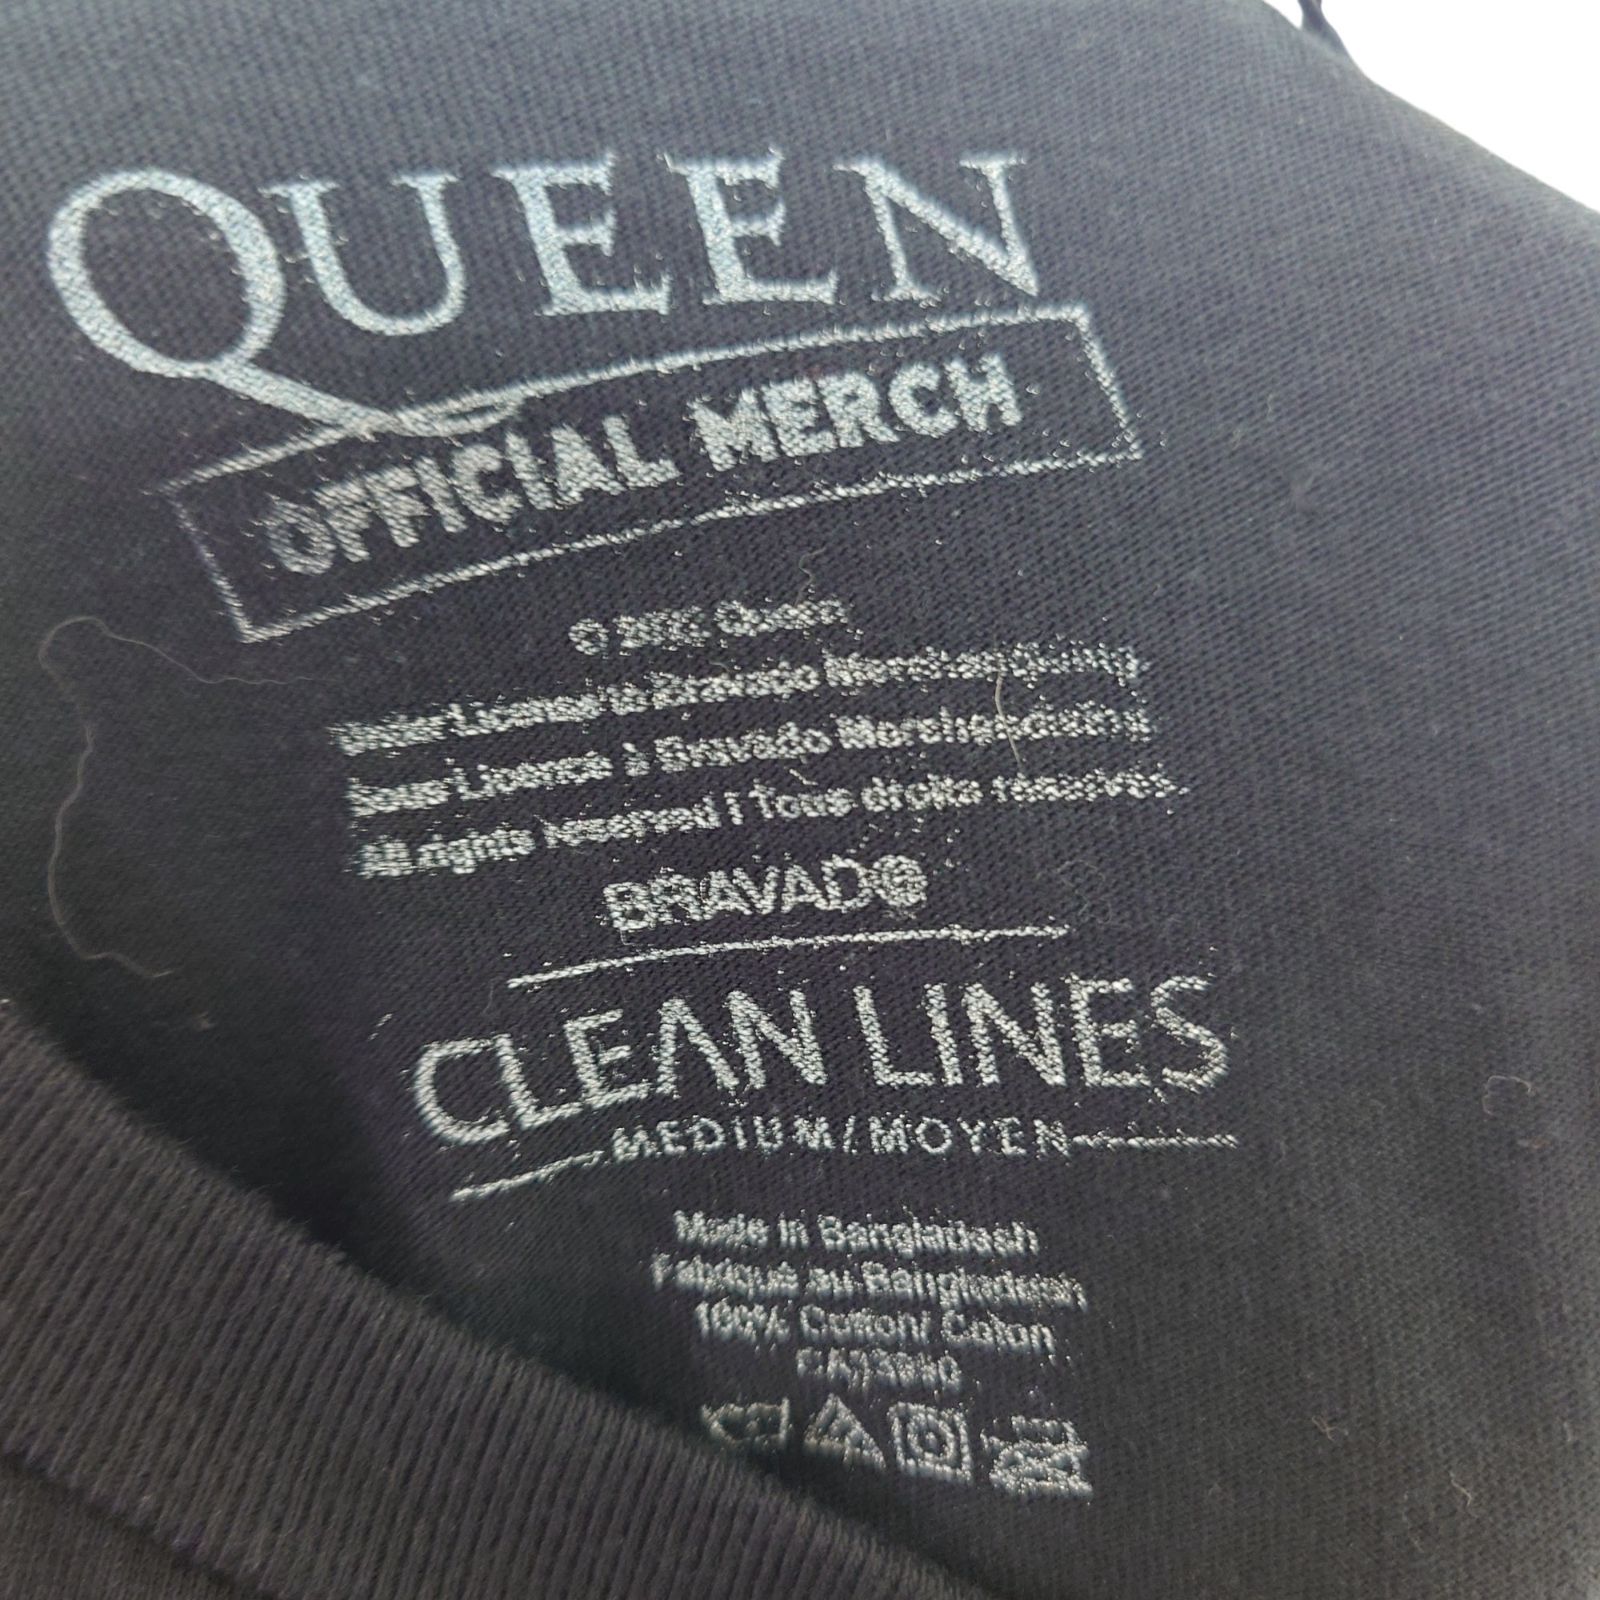 QUEEN
OFFICIAL MERCH
© Queen
Under License to Bravado Merchandising
Sous Licence à Bravado Merchandising
All rights reserved / Tous droits réservés.
BRAVADO
CLEAN LINES
MEDIUM/MOYEN
Made in Bangladesh
Fabriqué au Bangladesh
100% Cotton/ Coton